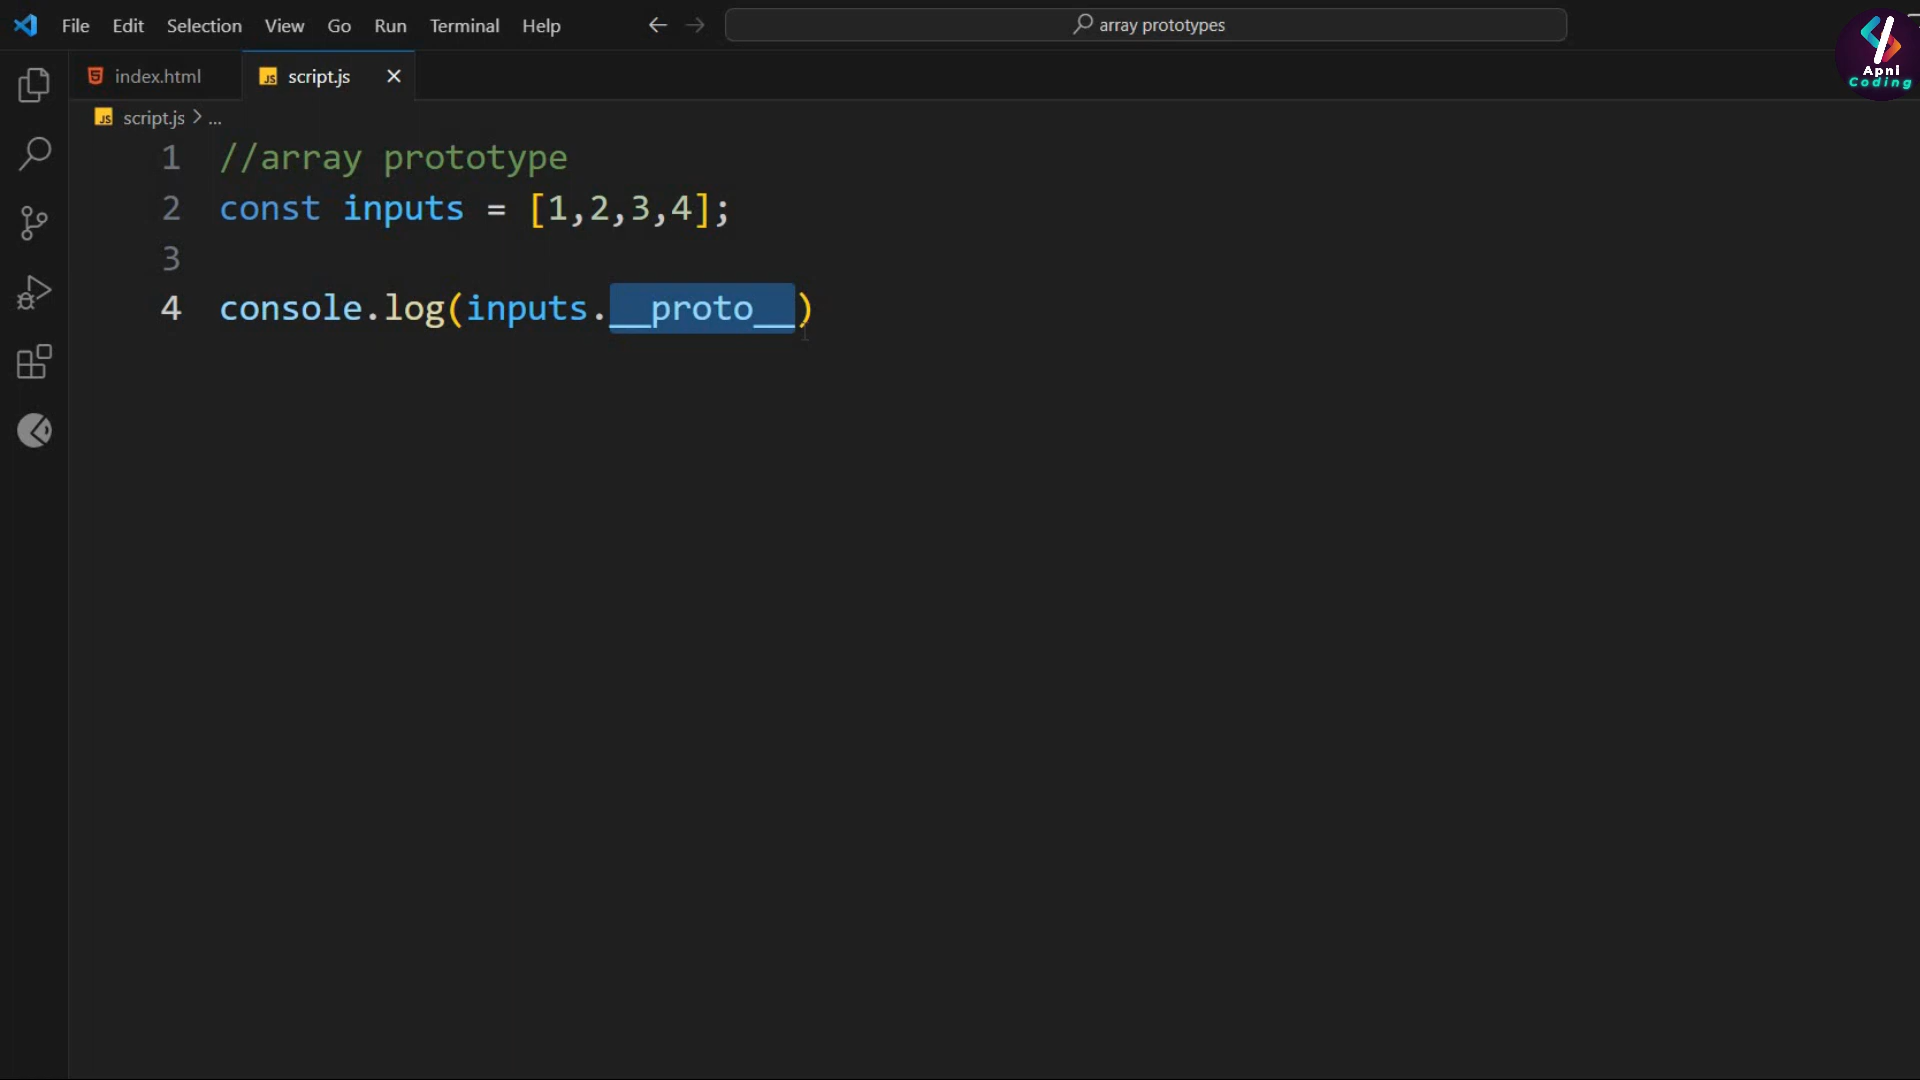 File Edit Selection View Go Run Terminal Help array prototypes
Apni
Coding
index.html script.js
script.js > ...
1 //array prototype
2 const inputs = [1,2,3,4];
3
4 console.log(inputs.__proto__)